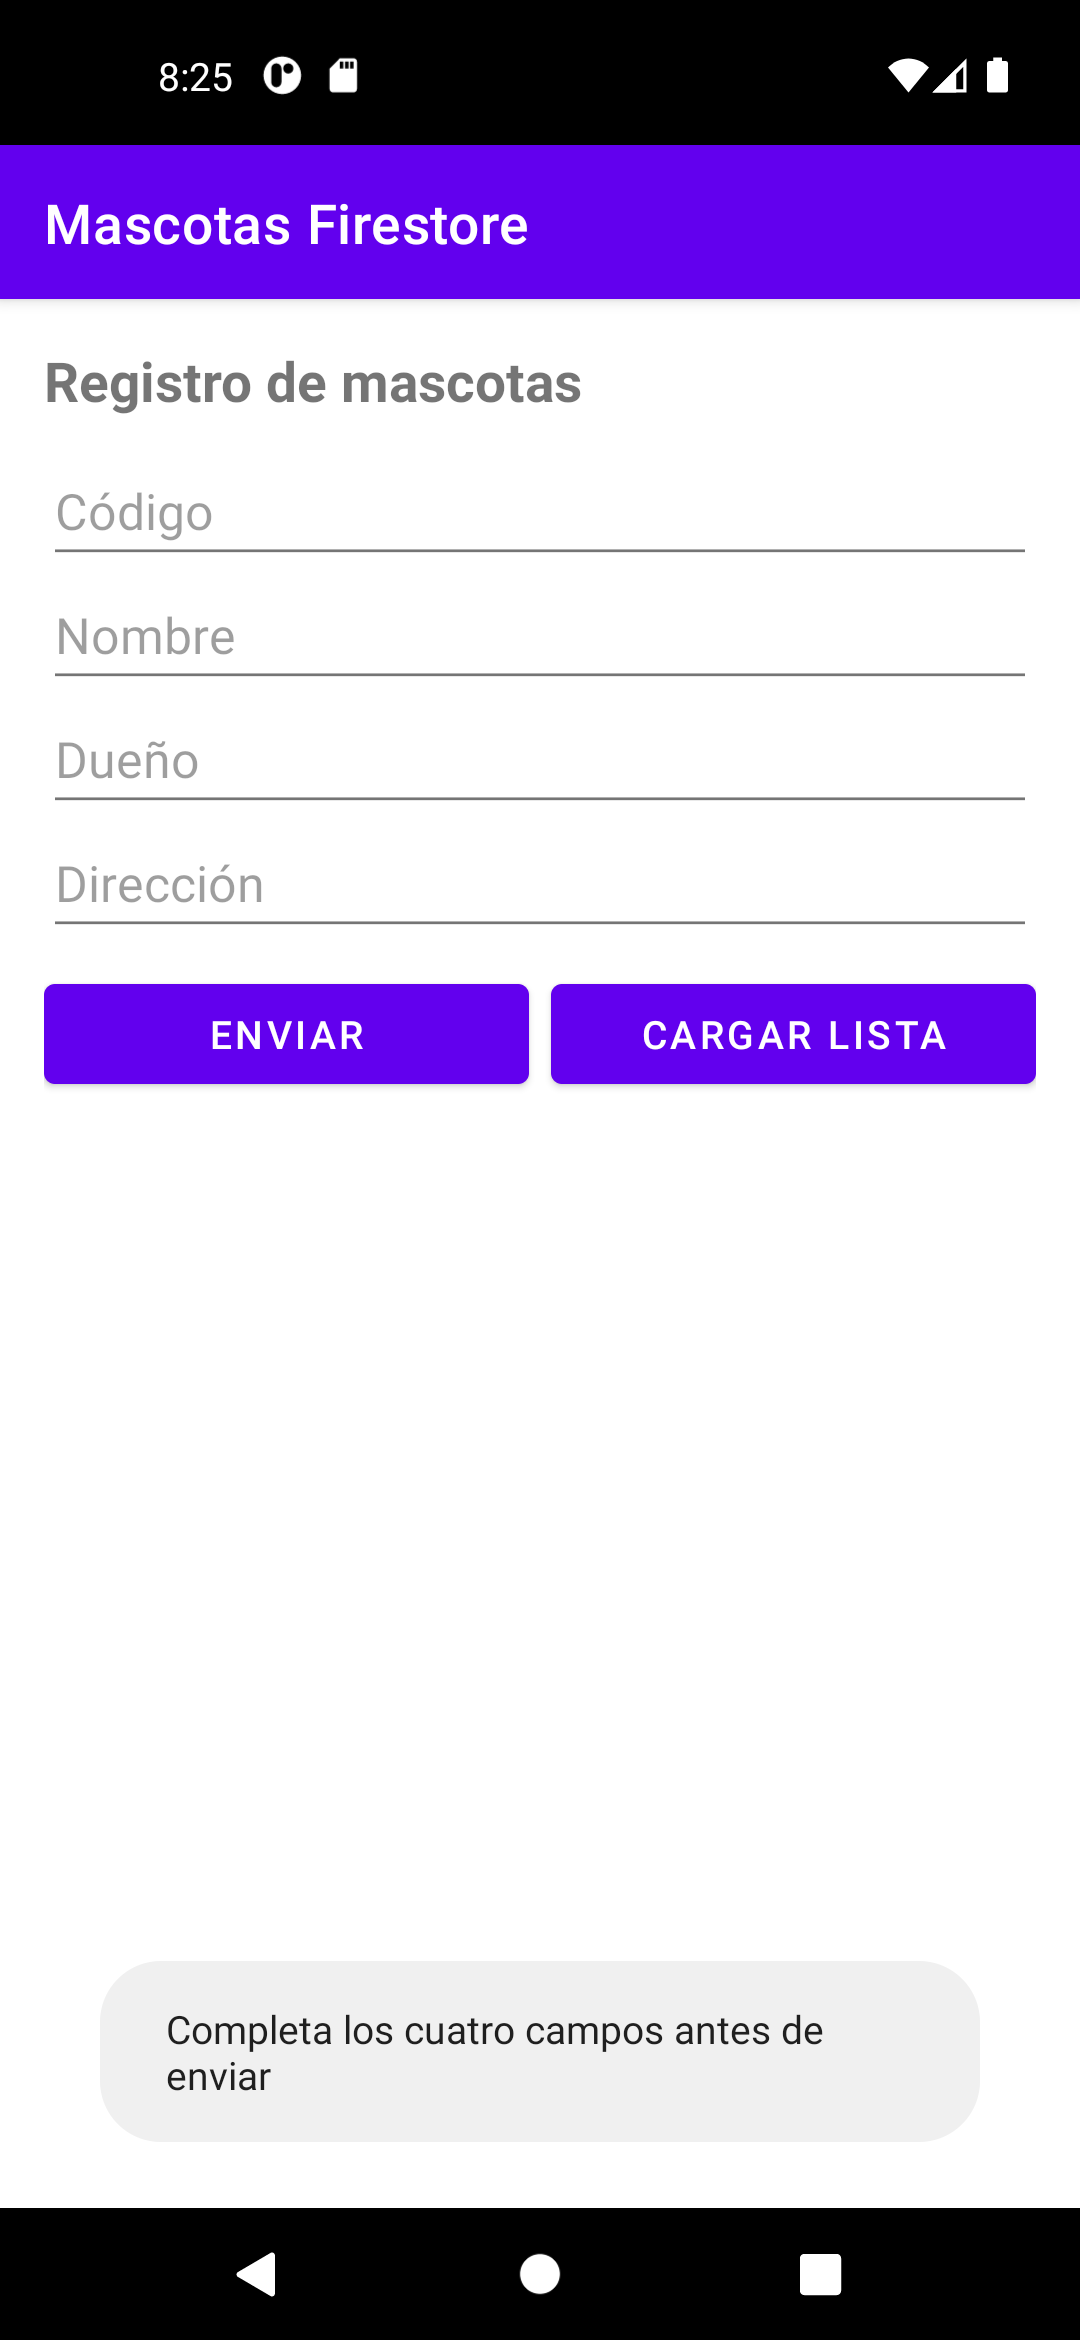 8:25
Mascotas Firestore
Registro de mascotas
Código
Nombre
Dueño
Dirección
ENVIAR
CARGAR LISTA
Completa los cuatro campos antes de
enviar